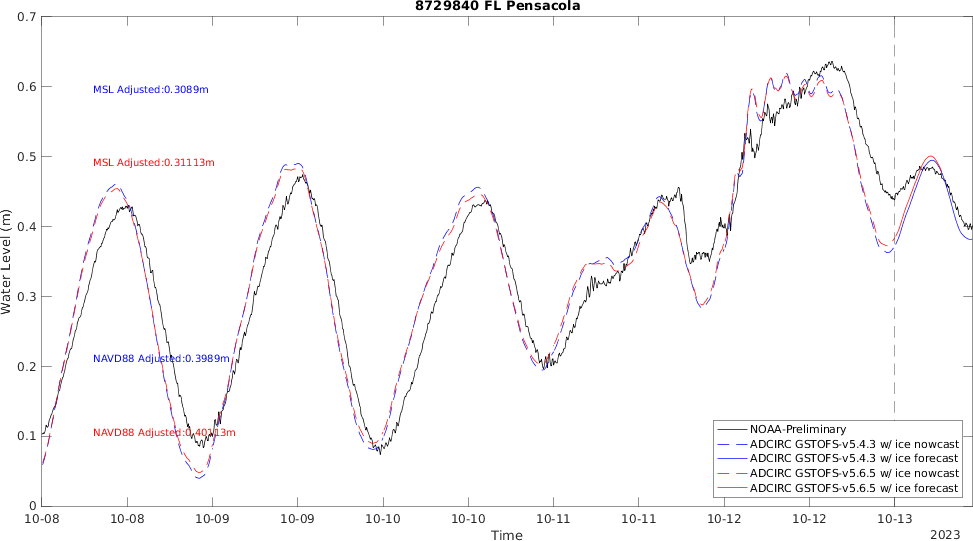 8729840 FL Pensacola
0.7
0.6
0.5
0.4
0.3
0.2
0.1
0
Water Level (m)
MSL Adjusted:0.3089m
MSL Adjusted:0.31113m
NAVD88 Adjusted:0.3989m
NAVD88 Adjusted:0.40113m
NOAA-Preliminary
ADCIRC GSTOFS-v5.4.3 w/ ice nowcast
ADCIRC GSTOFS-v5.4.3 w/ ice forecast
ADCIRC GSTOFS-v5.6.5 w/ ice nowcast
ADCIRC GSTOFS-v5.6.5 w/ ice forecast
10-08 10-08 10-09 10-09 10-10 10-10 10-11 10-11 10-12 10-12 10-13
Time
2023